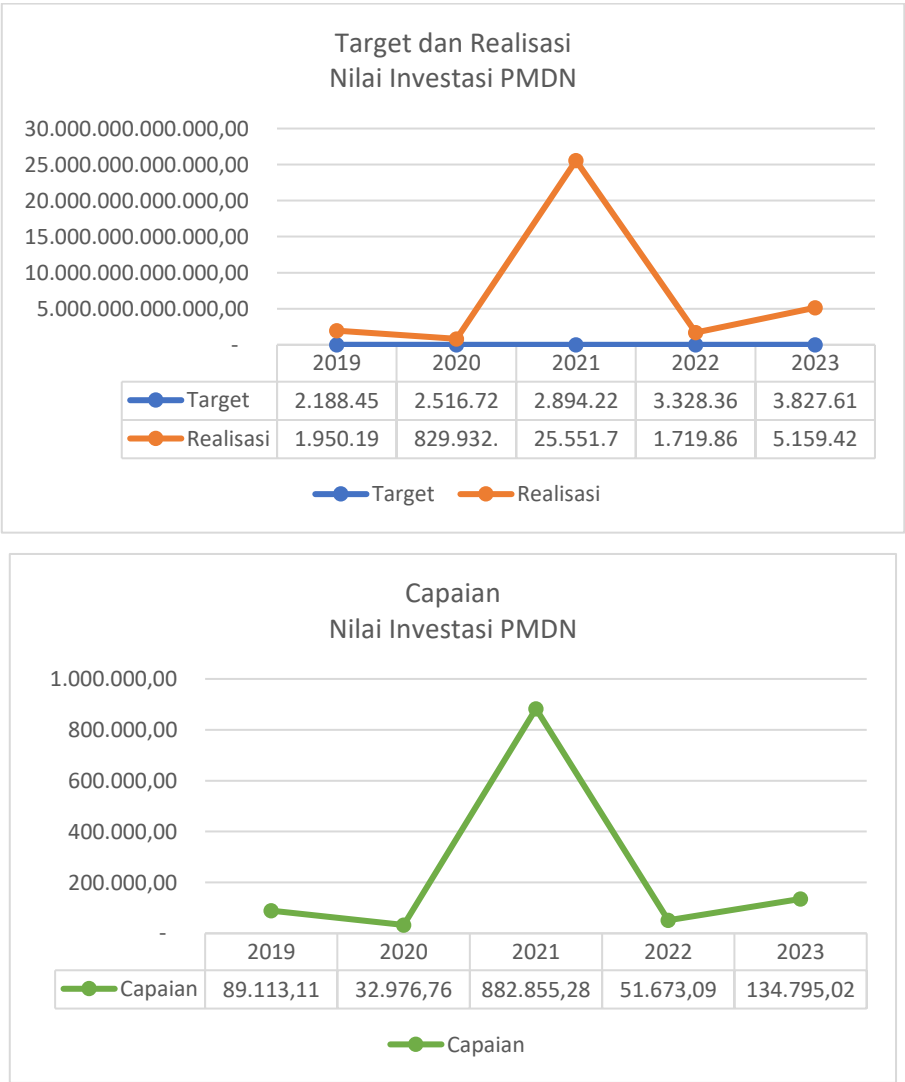 Target dan Realisasi
Nilai Investasi PMDN
30.000.000.000.000,00
25.000.000.000.000,00
20.000.000.000.000,00
15.000.000.000.000,00
10.000.000.000.000,00
5.000.000.000.000,00
-
2019 2020 2021 2022 2023
Target 2.188.45 2.516.72 2.894.22 3.328.36 3.827.61
Realisasi 1.950.19 829.932. 25.551.7 1.719.86 5.159.42
Target Realisasi
Capaian
Nilai Investasi PMDN
1.000.000,00
800.000,00
600.000,00
400.000,00
200.000,00
-
2019 2020 2021 2022 2023
Capaian 89.113,11 32.976,76 882.855,28 51.673,09 134.795,02
Capaian